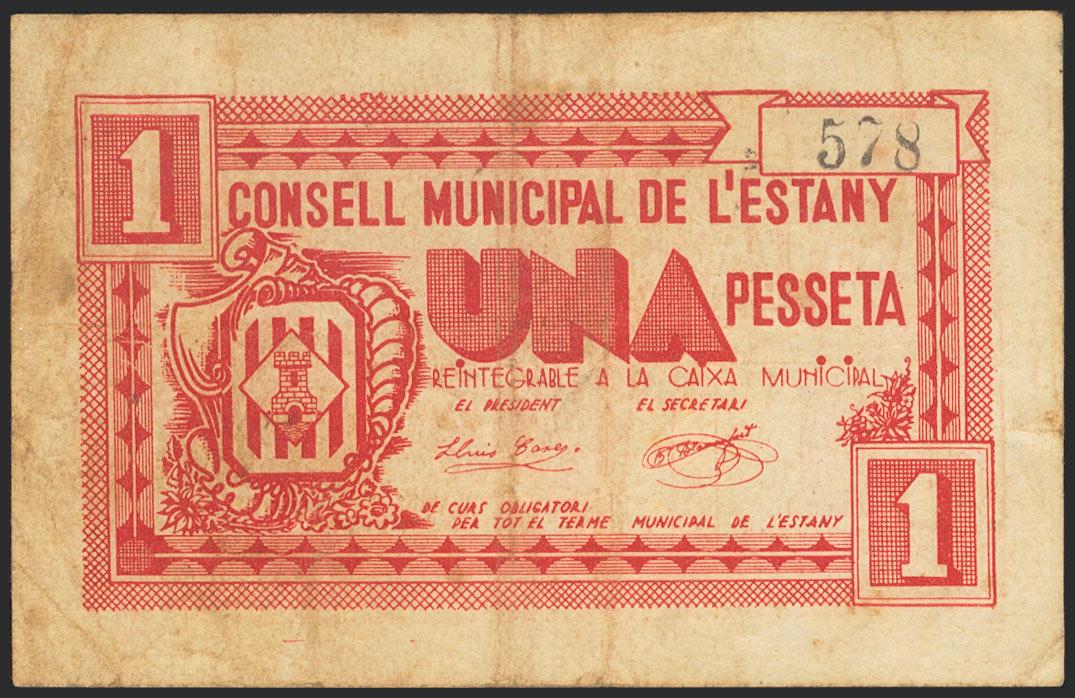 1
578
CONSELL MUNICIPAL DE L'ESTANY
UNA PESSETA
REINTEGRABLE A LA CAIXA MUNICIPAL
EL PRESIDENT EL SECRETARI
Lluis
DE CURS OBLIGATORI
PER TOT EL TERME MUNICIPAL DE L'ESTANY
1